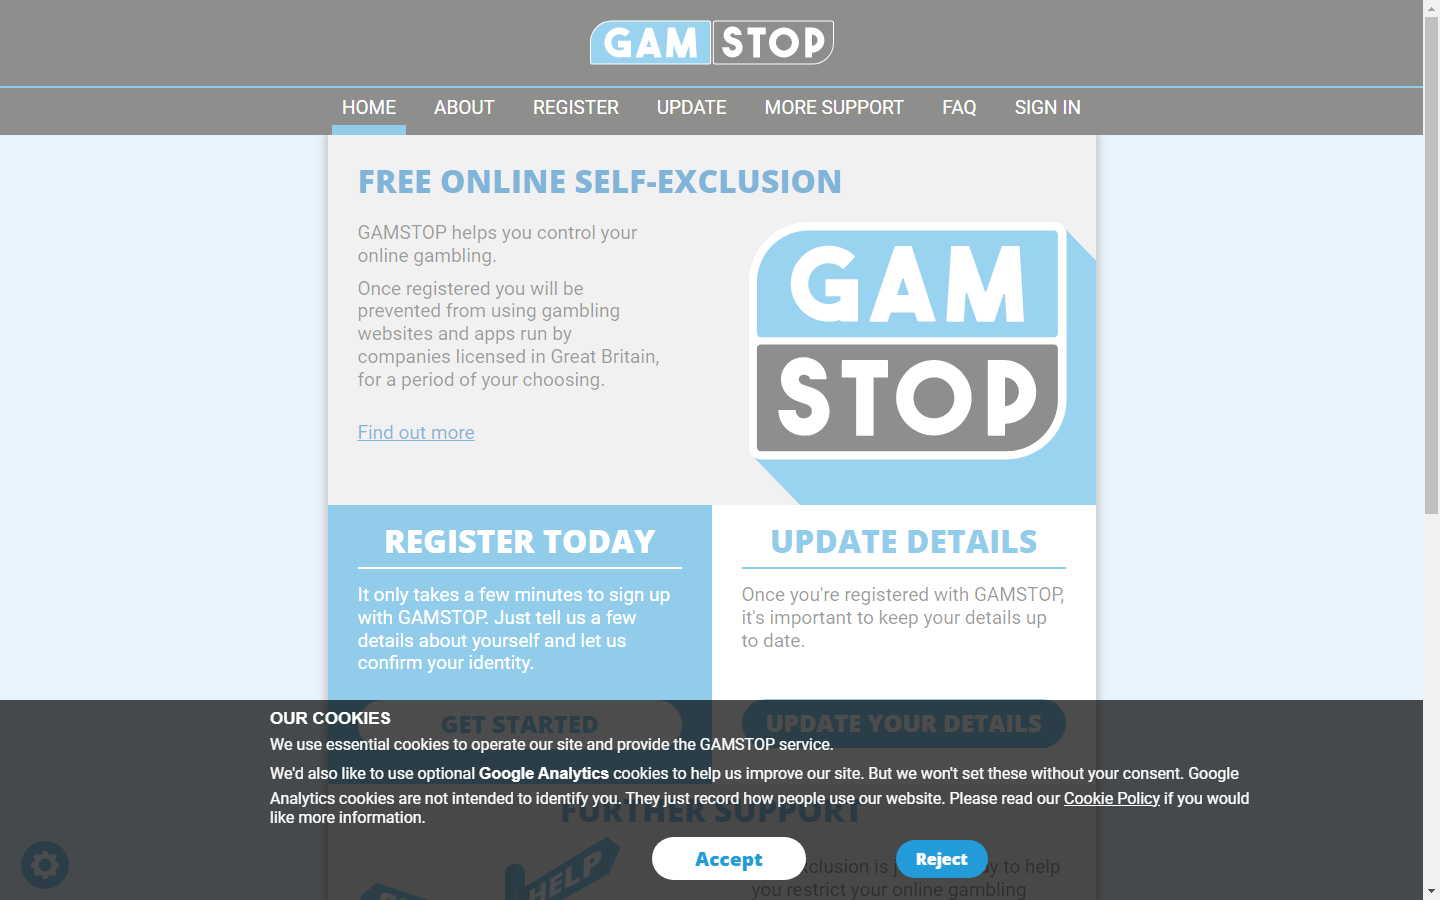 GAM STOP
HOME ABOUT REGISTER UPDATE MORE SUPPORT FAQ SIGN IN
FREE ONLINE SELF-EXCLUSION
GAMSTOP helps you control your
online gambling.
Once registered you will be
prevented from using gambling
websites and apps run by
companies licensed in Great Britain,
for a period of your choosing.
Find out more
GAM
STOP
REGISTER TODAY
It only takes a few minutes to sign up
with GAMSTOP. Just tell us a few
details about yourself and let us
confirm your identity.
GET STARTED
UPDATE DETAILS
Once you're registered with GAMSTOP,
it's important to keep your details up
to date.
UPDATE YOUR DETAILS
OUR COOKIES
We use essential cookies to operate our site and provide the GAMSTOP service.
We'd also like to use optional Google Analytics cookies to help us improve our site. But we won't set these without your consent. Google
Analytics cookies are not intended to identify you. They just record how people use our website. Please read our Cookie Policy if you would
like more information.
Accept
Reject
FURTHER SUPPORT
HELP
to help
you restrict your online gambling